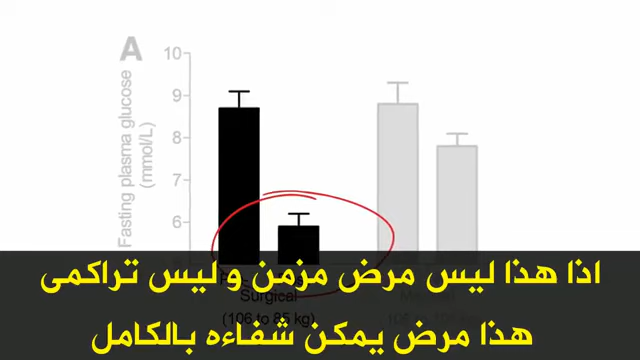 A
10
9
8
7
6
Fasting plasma glucose
(mmol/L)
Surgical
(106 to 85 kg)
اذا هذا ليس مرض مزمن وليس تراكمى
هذا مرض يمكن شفاءه بالكامل